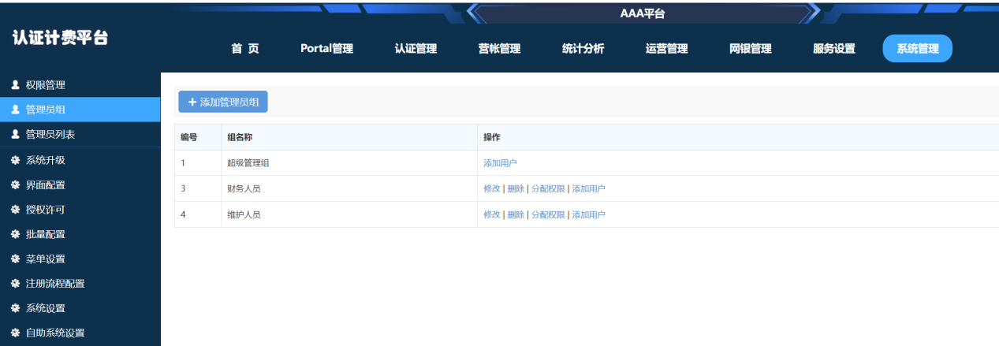 AAA平台
认证计费平台
首 页 Portal管理 认证管理 营帐管理 统计分析 运营管理 网银管理 服务设置 系统管理
权限管理
管理员组
管理员列表
系统升级
界面配置
授权许可
批量配置
菜单设置
注册流程配置
系统设置
自助系统设置
添加管理员组
编号 组名称 操作
1 超级管理组 添加用户
3 财务人员 修改 | 删除 | 分配权限 | 添加用户
4 维护人员 修改 | 删除 | 分配权限 | 添加用户